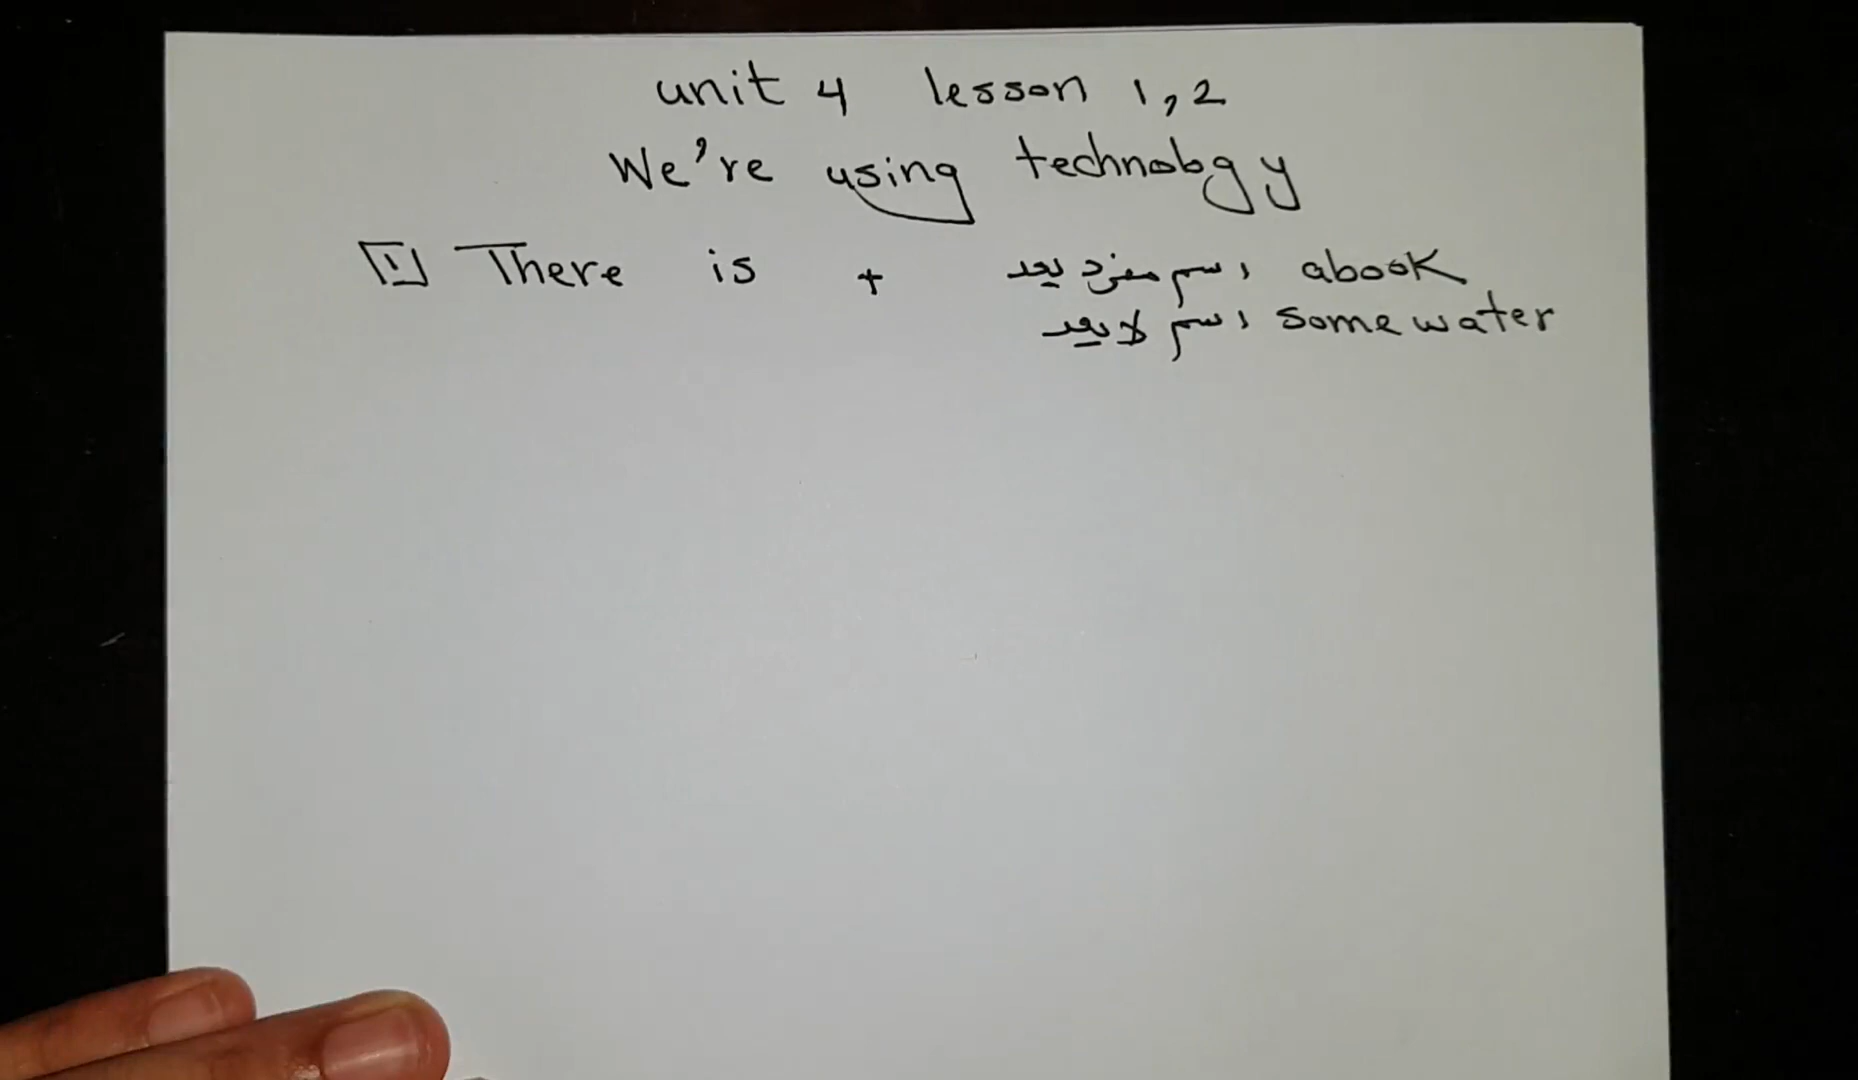 unit 4 lesson 1,2
We're using technology
1 There is + اسم مفرد يعد a book
اسم لا يعد some water